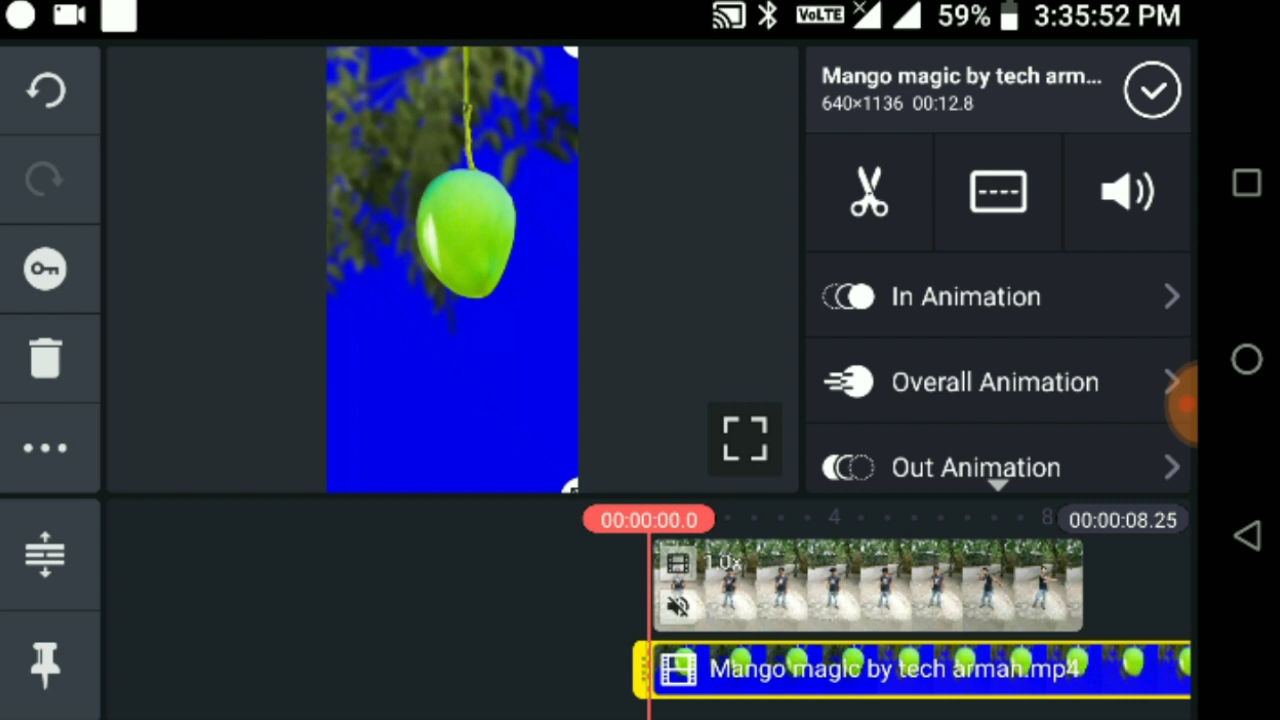 VoLTE 59% 3:35:52 PM
Mango magic by tech arm...
640×1136 00:12.8
In Animation
Overall Animation
Out Animation
00:00:00.0 4 8 00:00:08.25
1.0x
Mango magic by tech arman.mp4